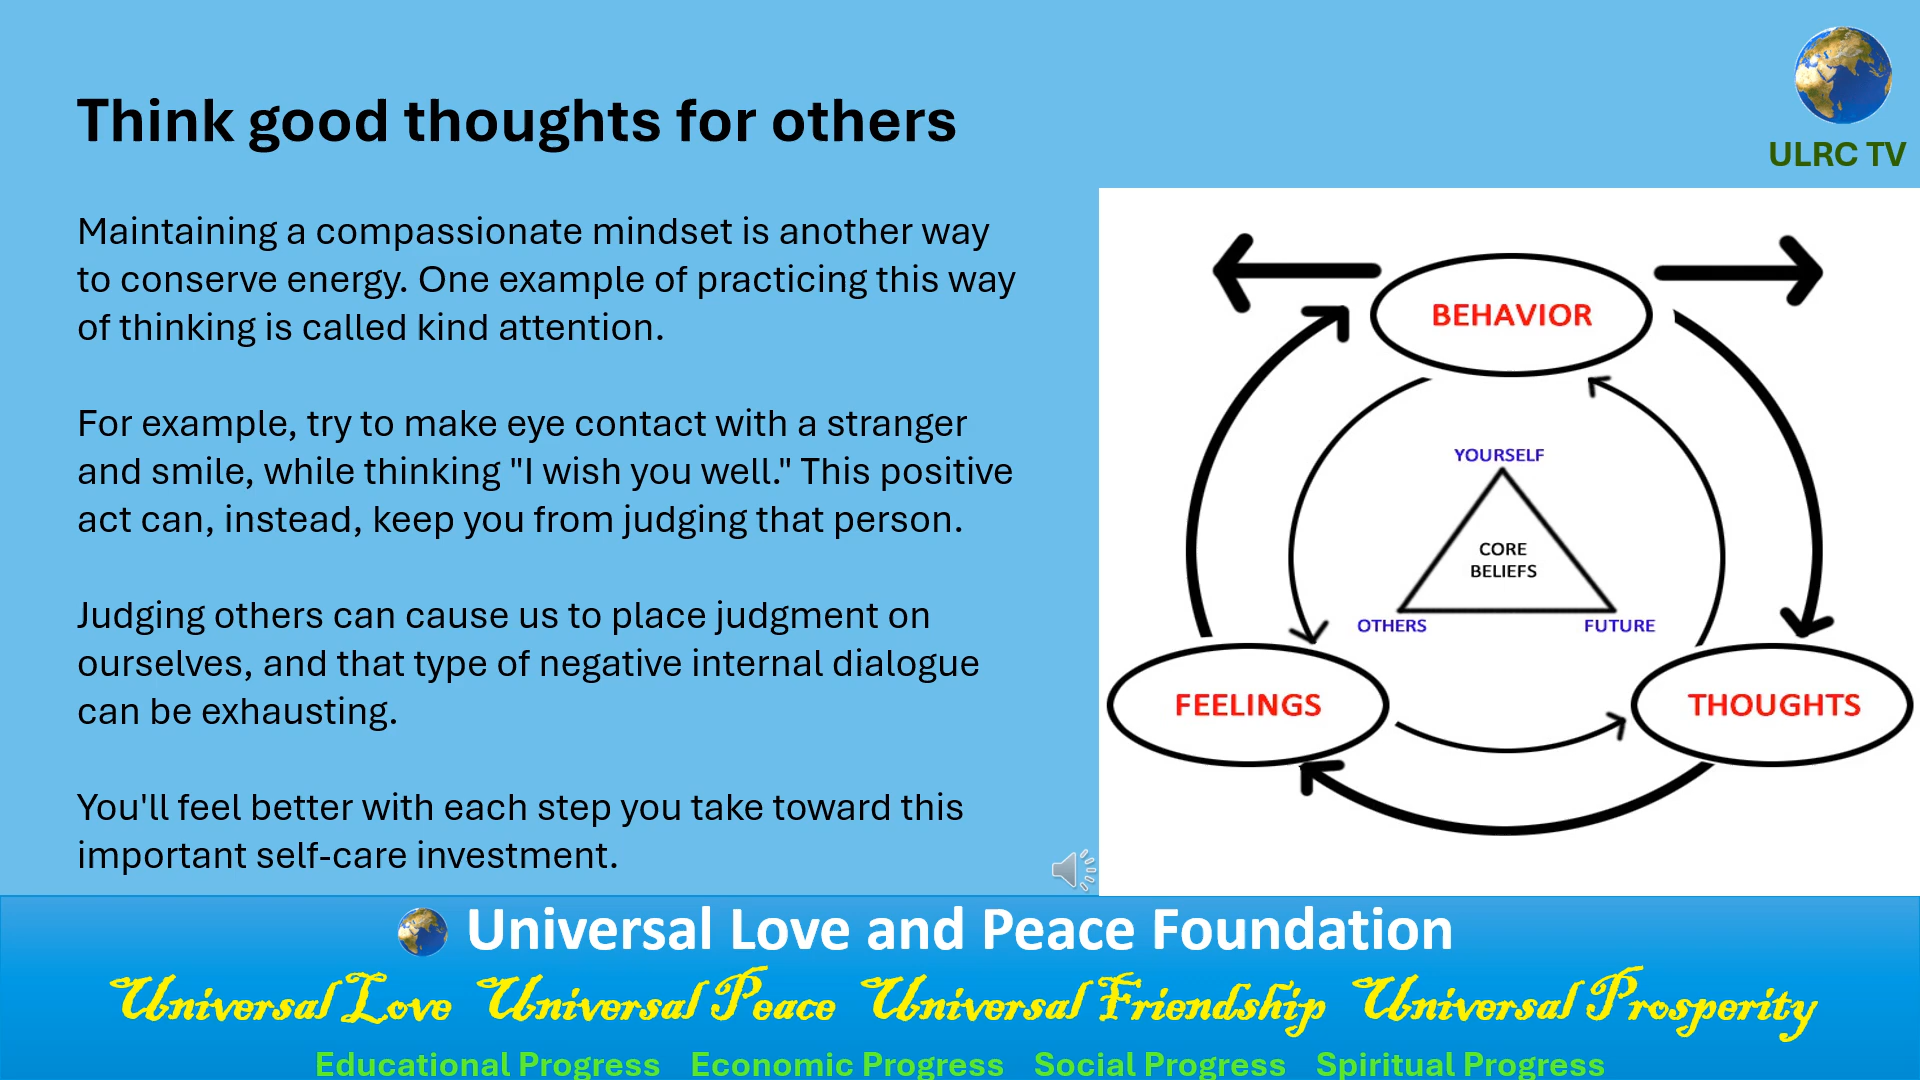 Think good thoughts for others
ULRC TV
Maintaining a compassionate mindset is another way
to conserve energy. One example of practicing this way
of thinking is called kind attention.
For example, try to make eye contact with a stranger
and smile, while thinking "I wish you well." This positive
act can, instead, keep you from judging that person.
Judging others can cause us to place judgment on
ourselves, and that type of negative internal dialogue
can be exhausting.
You'll feel better with each step you take toward this
important self-care investment.
BEHAVIOR
YOURSELF
CORE
BELIEFS
OTHERS
FUTURE
FEELINGS
THOUGHTS
Universal Love and Peace Foundation
Universal Love Universal Peace Universal Friendship Universal Prosperity
Educational Progress Economic Progress Social Progress Spiritual Progress